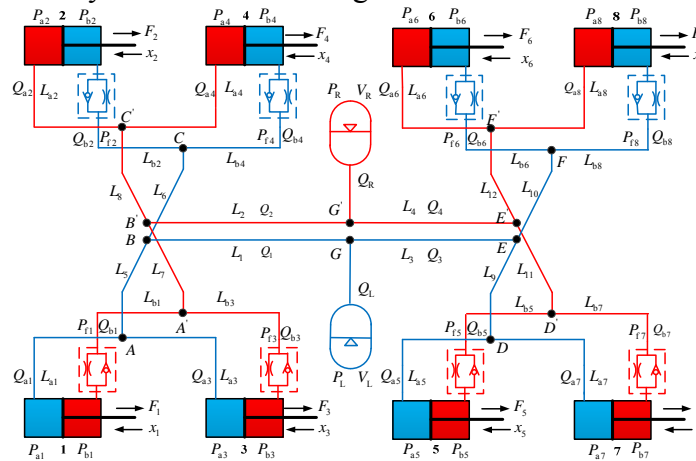 P_a2 2 P_b2 F_2 x_2
P_a4 4 P_b4 F_4 x_4
P_a6 6 P_b6 F_6 x_6
P_a8 8 P_b8
Q_a2 L_a2
Q_a4 L_a4
P_R V_R
Q_a6 L_a6
Q_a8 L_a8
C'
F'
Q_b2 P_f2 C P_f4 Q_b4
P_f6 Q_b6 F P_f8 Q_b8
L_b2 L_b4
L_b6 L_b8
L_8 L_6
Q_R
L_12 L_10
B' L_2 Q_2 G' L_4 Q_4 E'
B L_1 Q_1 G L_3 Q_3 E
L_5 L_7
Q_L
L_9 L_11
L_b1 L_b3
L_b5 L_b7
P_f1 Q_b1 A' P_f3 Q_b3
P_f5 Q_b5 D' P_f7 Q_b7
A
D
Q_a1 L_a1
Q_a3 L_a3
P_L V_L
Q_a5 L_a5
Q_a7 L_a7
F_1 x_1
F_3 x_3
F_5 x_5
P_a1 1 P_b1
P_a3 3 P_b3
P_a5 5 P_b5
P_a7 7 P_b7